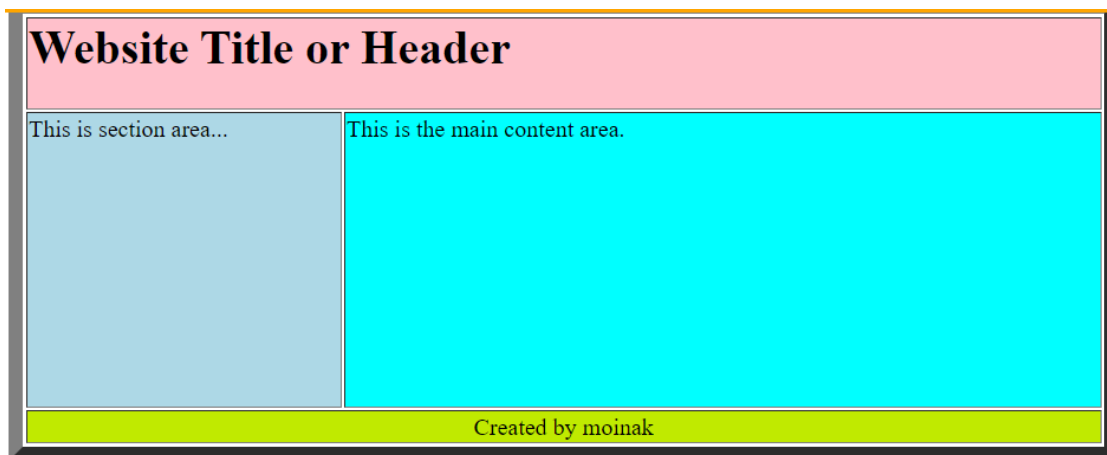 Website Title or Header
This is section area...
This is the main content area.
Created by moinak